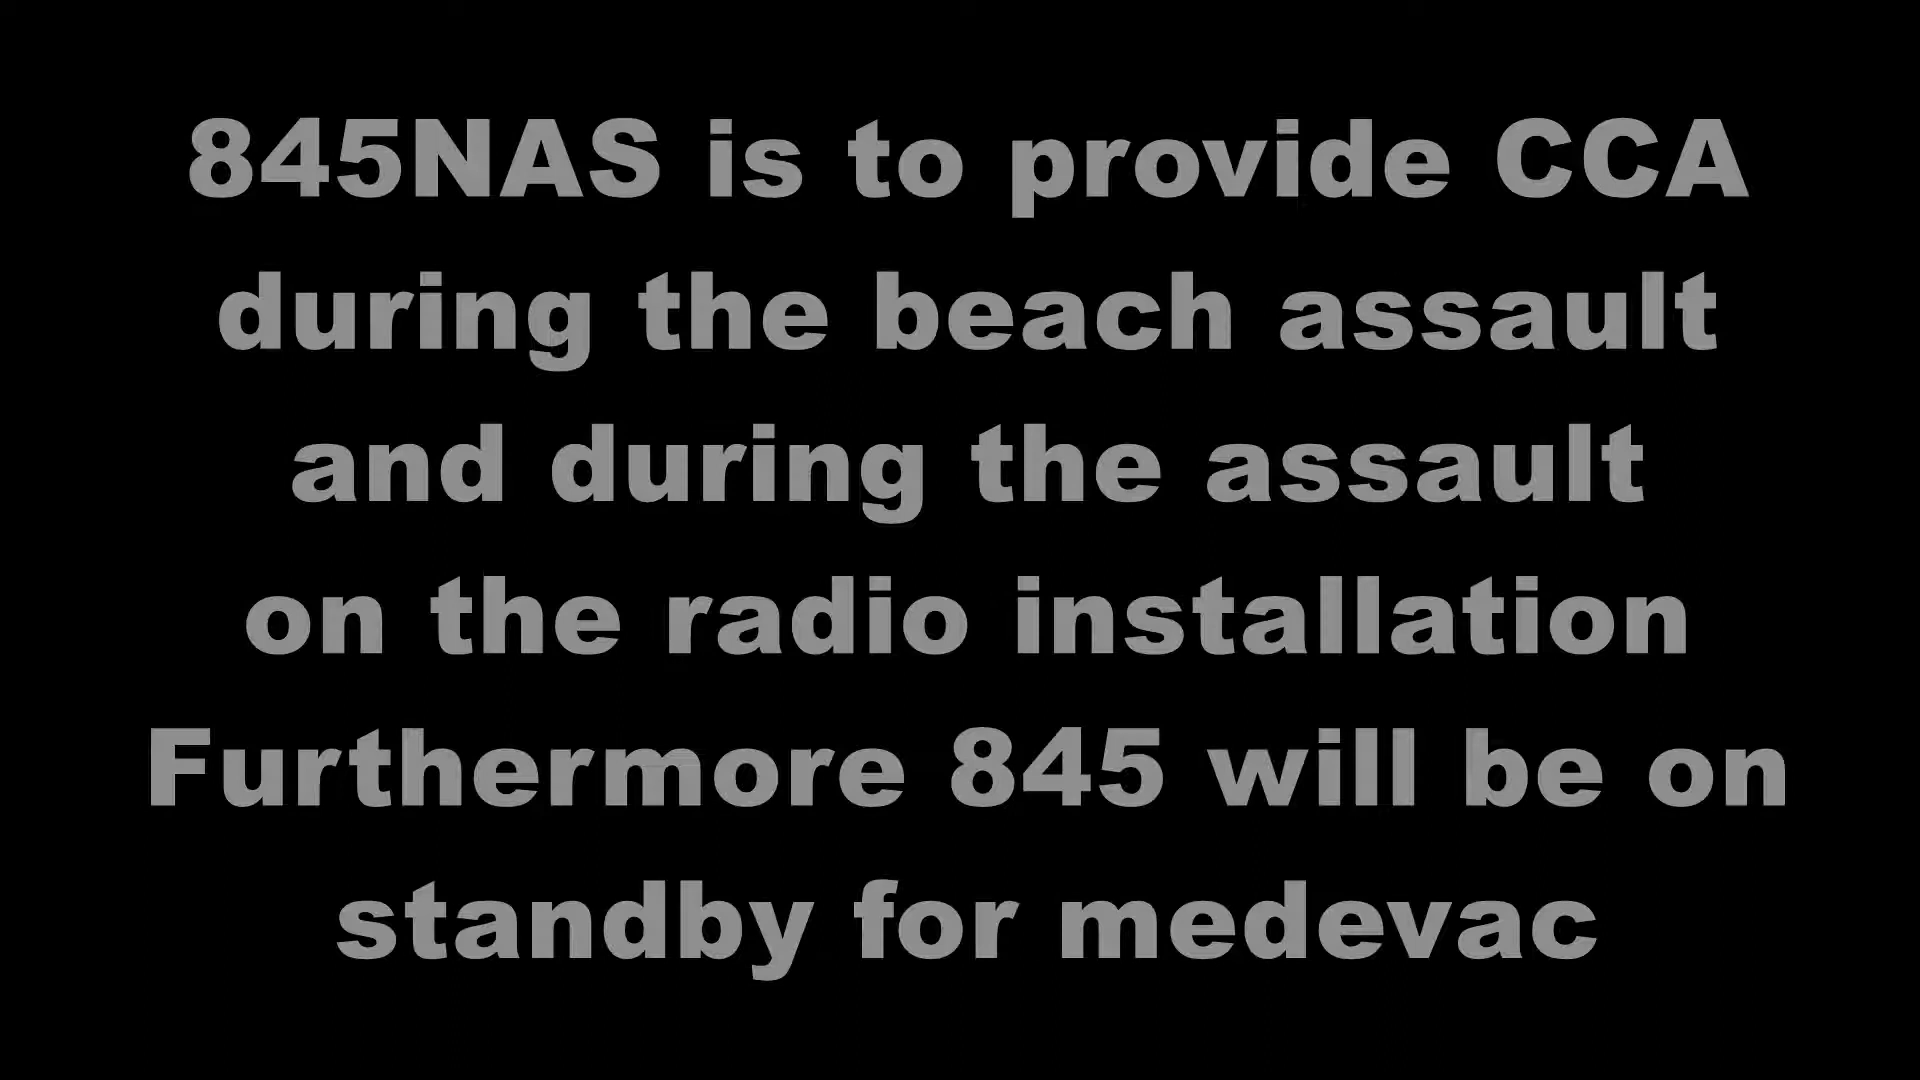 845NAS is to provide CCA
during the beach assault
and during the assault
on the radio installation
Furthermore 845 will be on
standby for medevac